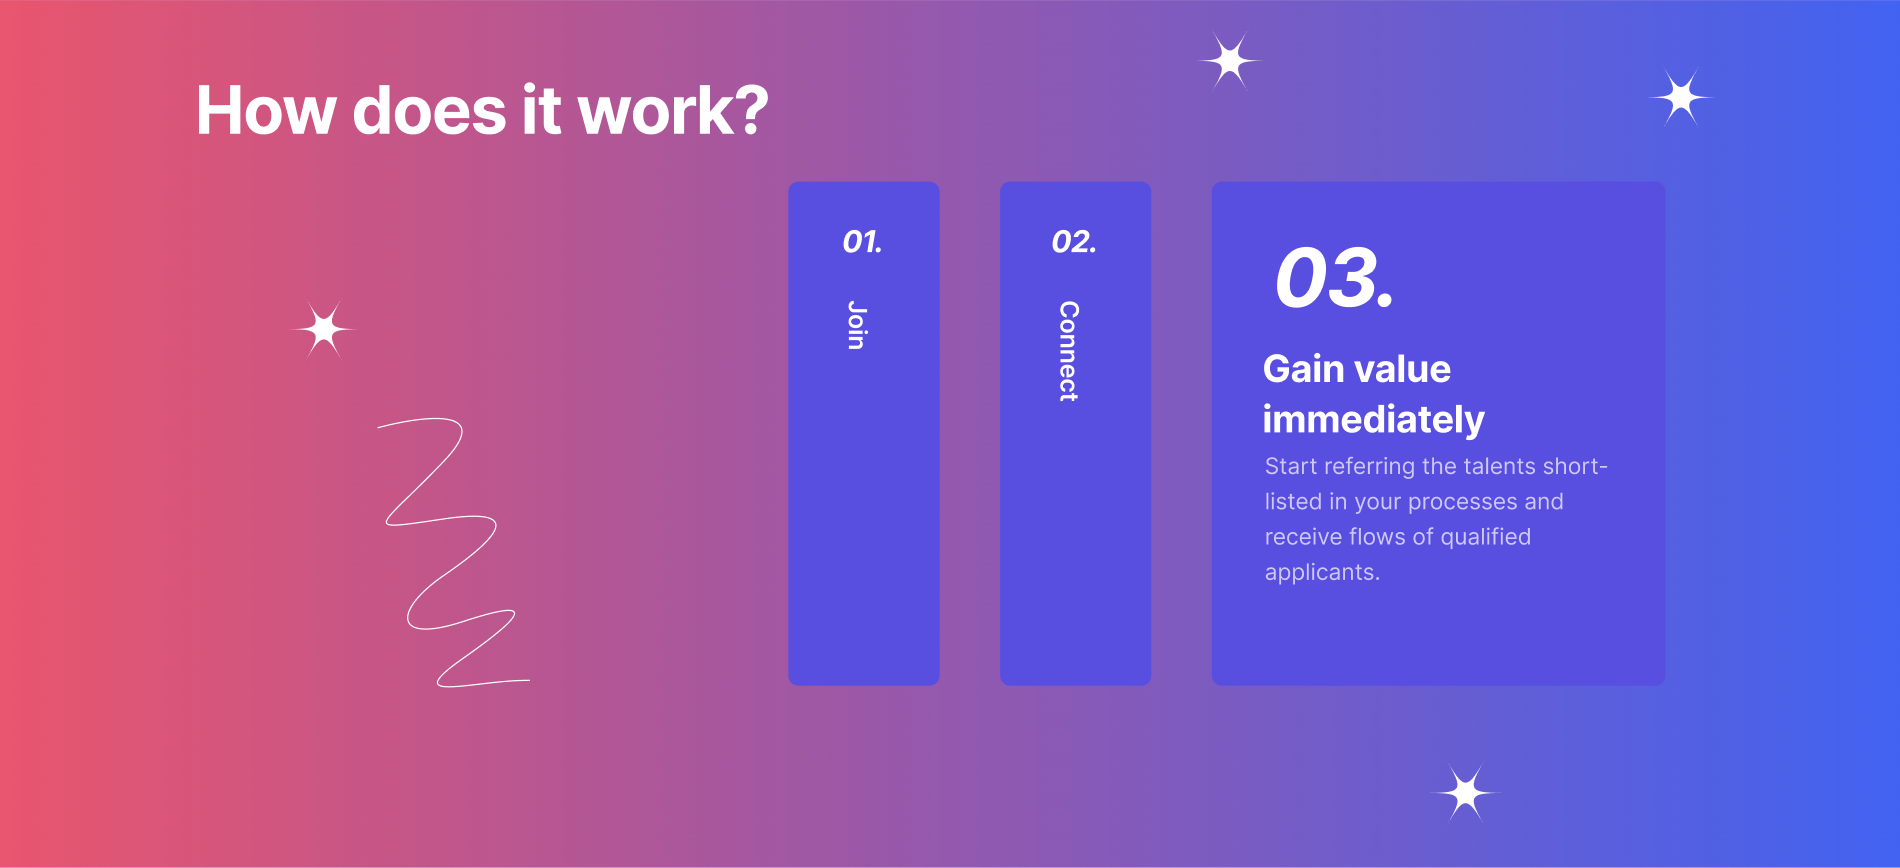 How does it work?
01.
Join
02.
Connect
03.
Gain value
immediately
Start referring the talents short-
listed in your processes and
receive flows of qualified
applicants.